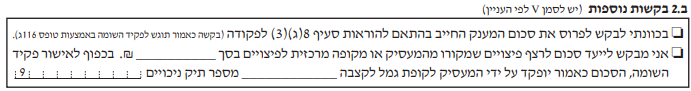 ב.2 בקשות נוספות (יש לסמן V לפי העניין)
❏ בכוונתי לבקש לפרוס את סכום המענק החייב בהתאם להוראות סעיף 8(ג)(3) לפקודה (בקשה כאמור תוגש לפקיד השומה באמצעות טופס 116ג).
❏ אני מבקש לייעד סכום לרצף פיצויים שמקורו מהמעסיק או מקופה מרכזית לפיצויים בסך ____________ ₪. בכפוף לאישור פקיד
השומה, הסכום כאמור יופקד על ידי המעסיק לקופת גמל לקצבה ______________ מספר תיק ניכויים 9